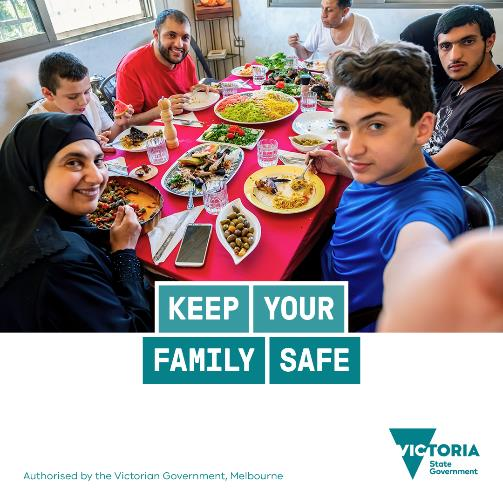 KEEP YOUR
FAMILY SAFE
VICTORIA
State
Government
Authorised by the Victorian Government, Melbourne